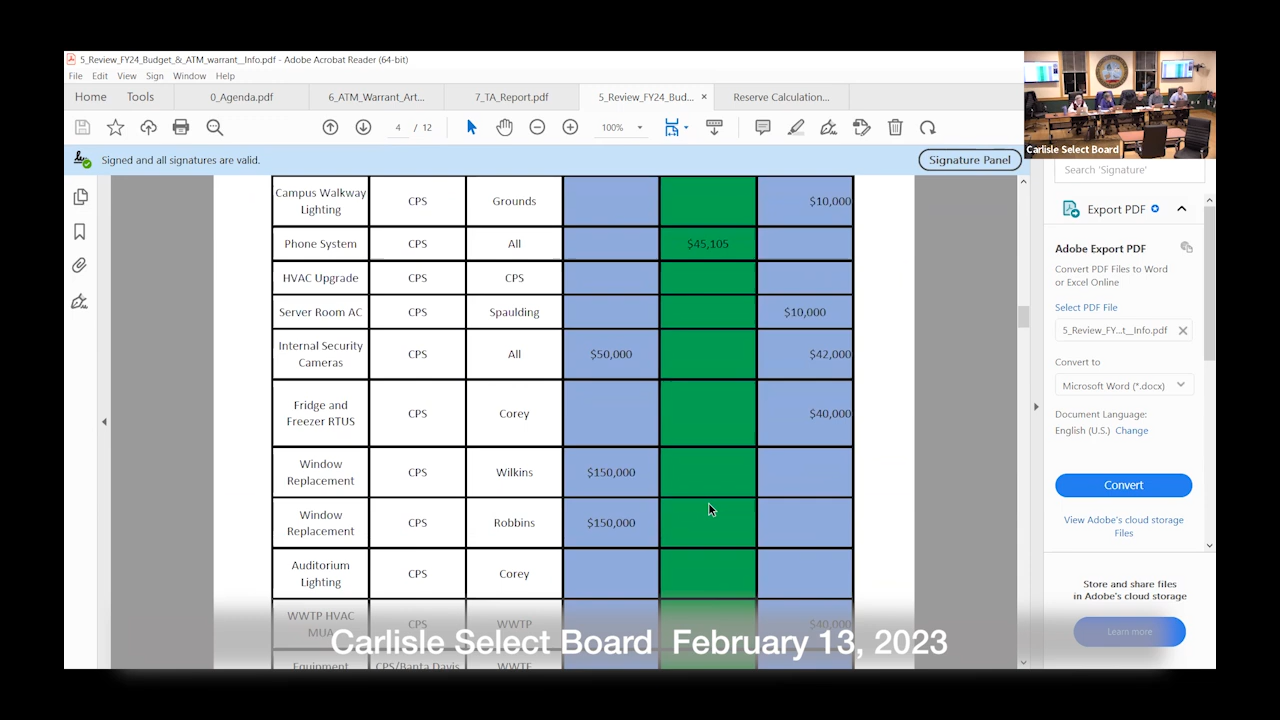 5_Review_FY24_Budget_&_ATM_warrant__Info.pdf - Adobe Acrobat Reader (64-bit)
File Edit View Sign Window Help
Home Tools 0_Agenda.pdf 6_ATM_Warrant_Art... 7_TA_Report.pdf 5_Review_FY24_Bud... × Reserve Calculation...
4 / 12 100%
Carlisle Select Board
Signed and all signatures are valid.
Signature Panel
Search 'Signature'
Export PDF
Adobe Export PDF
Convert PDF Files to Word
or Excel Online
Select PDF File
5_Review_FY...t__Info.pdf
Convert to
Microsoft Word (*.docx)
Document Language:
English (U.S.) Change
Convert
View Adobe's cloud storage
Files
Store and share files
in Adobe's cloud storage
Learn more
Campus Walkway
Lighting CPS Grounds $10,000
Phone System CPS All $45,105
HVAC Upgrade CPS CPS
Server Room AC CPS Spaulding $10,000
Internal Security
Cameras CPS All $50,000 $42,000
Fridge and
Freezer RTUS CPS Corey $40,000
Window
Replacement CPS Wilkins $150,000
Window
Replacement CPS Robbins $150,000
Auditorium
Lighting CPS Corey
WWTP HVAC
MUA CPS WWTP $40,000
Equipment CPS/Banta Davis WWTF
Carlisle Select Board February 13, 2023